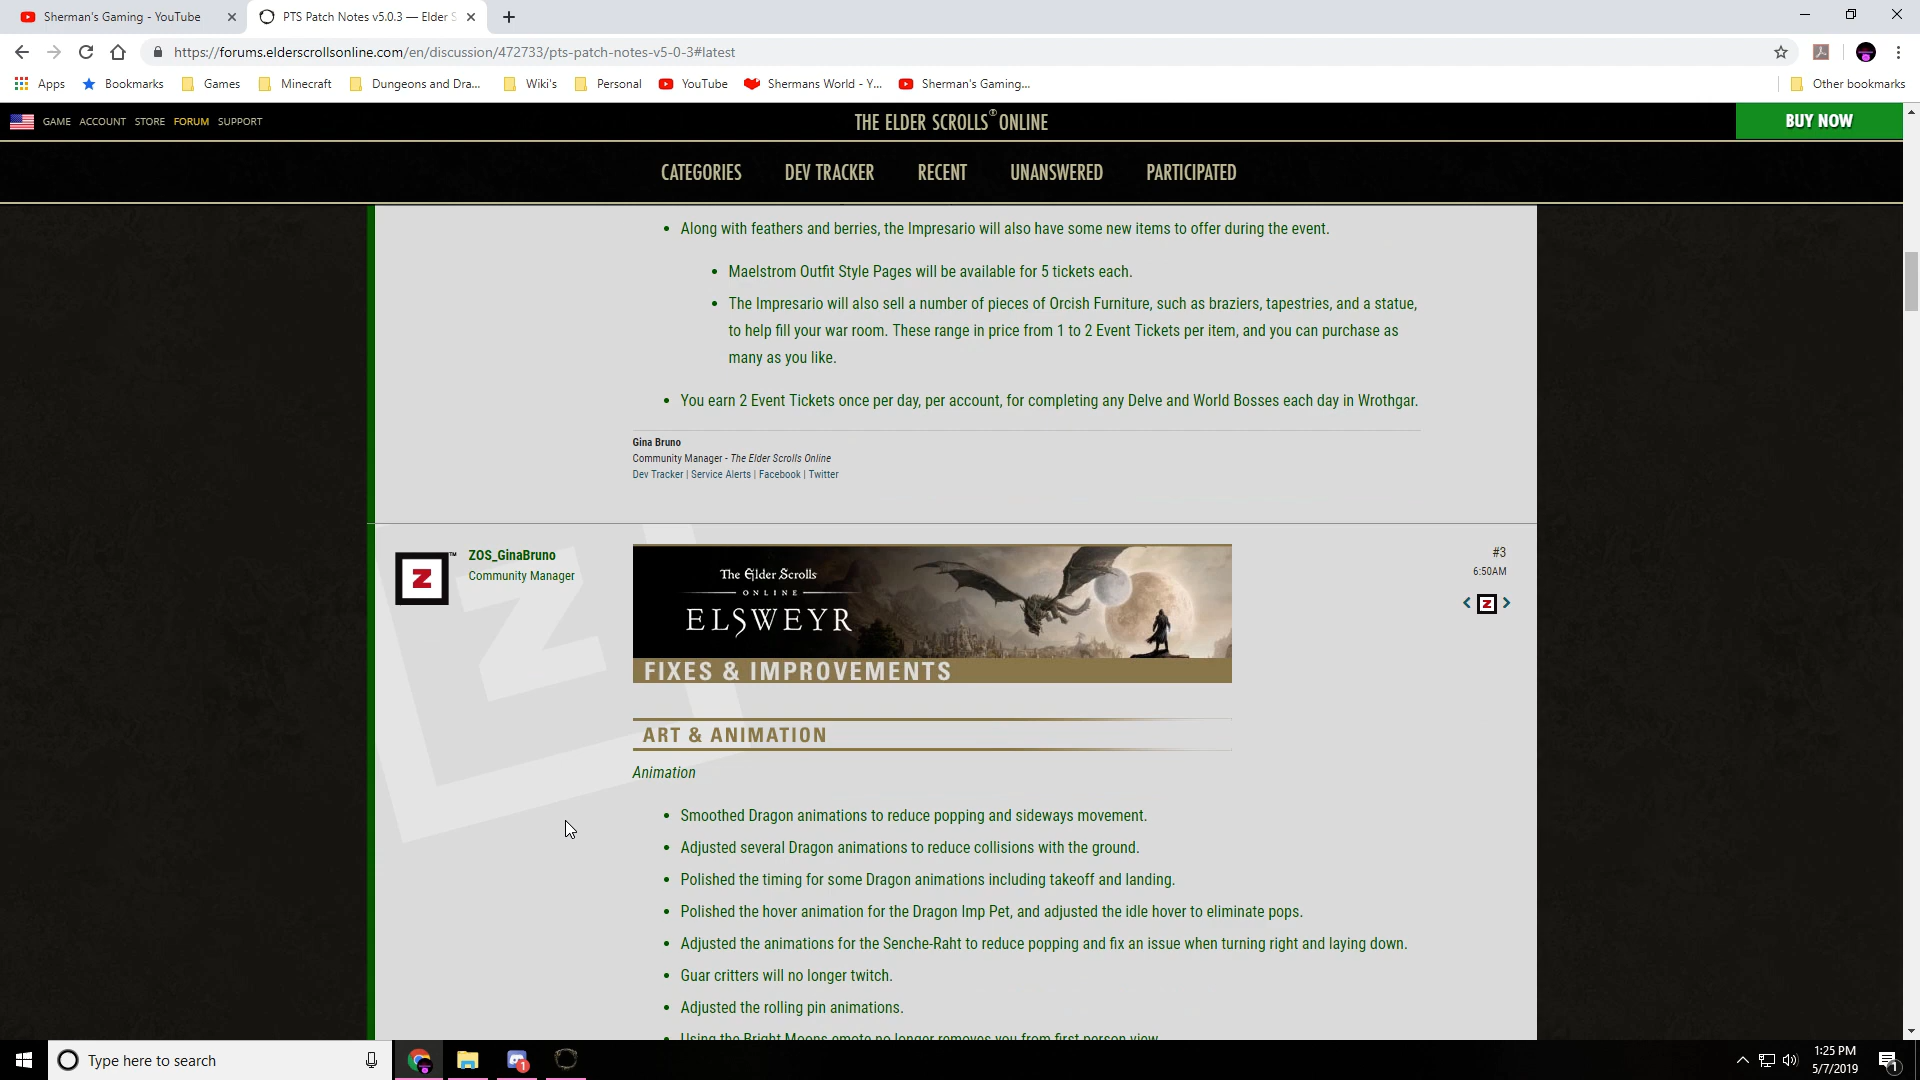 Sherman's Gaming - YouTube
PTS Patch Notes v5.0.3 — Elder S
https://forums.elderscrollsonline.com/en/discussion/472733/pts-patch-notes-v5-0-3#latest
Apps Bookmarks Games Minecraft Dungeons and Dra... Wiki's Personal YouTube Shermans World - Y... Sherman's Gaming... Other bookmarks
GAME ACCOUNT STORE FORUM SUPPORT THE ELDER SCROLLS® ONLINE BUY NOW
CATEGORIES DEV TRACKER RECENT UNANSWERED PARTICIPATED
• Along with feathers and berries, the Impresario will also have some new items to offer during the event.
• Maelstrom Outfit Style Pages will be available for 5 tickets each.
• The Impresario will also sell a number of pieces of Orcish Furniture, such as braziers, tapestries, and a statue,
to help fill your war room. These range in price from 1 to 2 Event Tickets per item, and you can purchase as
many as you like.
• You earn 2 Event Tickets once per day, per account, for completing any Delve and World Bosses each day in Wrothgar.
Gina Bruno
Community Manager - The Elder Scrolls Online
Dev Tracker | Service Alerts | Facebook | Twitter
Z™
ZOS_GinaBruno
Community Manager
#3
6:50AM
< Z >
The Elder Scrolls
ONLINE
ELSWEYR
FIXES & IMPROVEMENTS
ART & ANIMATION
Animation
• Smoothed Dragon animations to reduce popping and sideways movement.
• Adjusted several Dragon animations to reduce collisions with the ground.
• Polished the timing for some Dragon animations including takeoff and landing.
• Polished the hover animation for the Dragon Imp Pet, and adjusted the idle hover to eliminate pops.
• Adjusted the animations for the Senche-Raht to reduce popping and fix an issue when turning right and laying down.
• Guar critters will no longer twitch.
• Adjusted the rolling pin animations.
• Using the Bright Moons emote no longer removes you from first person view.
Type here to search
1
1:25 PM
5/7/2019
1